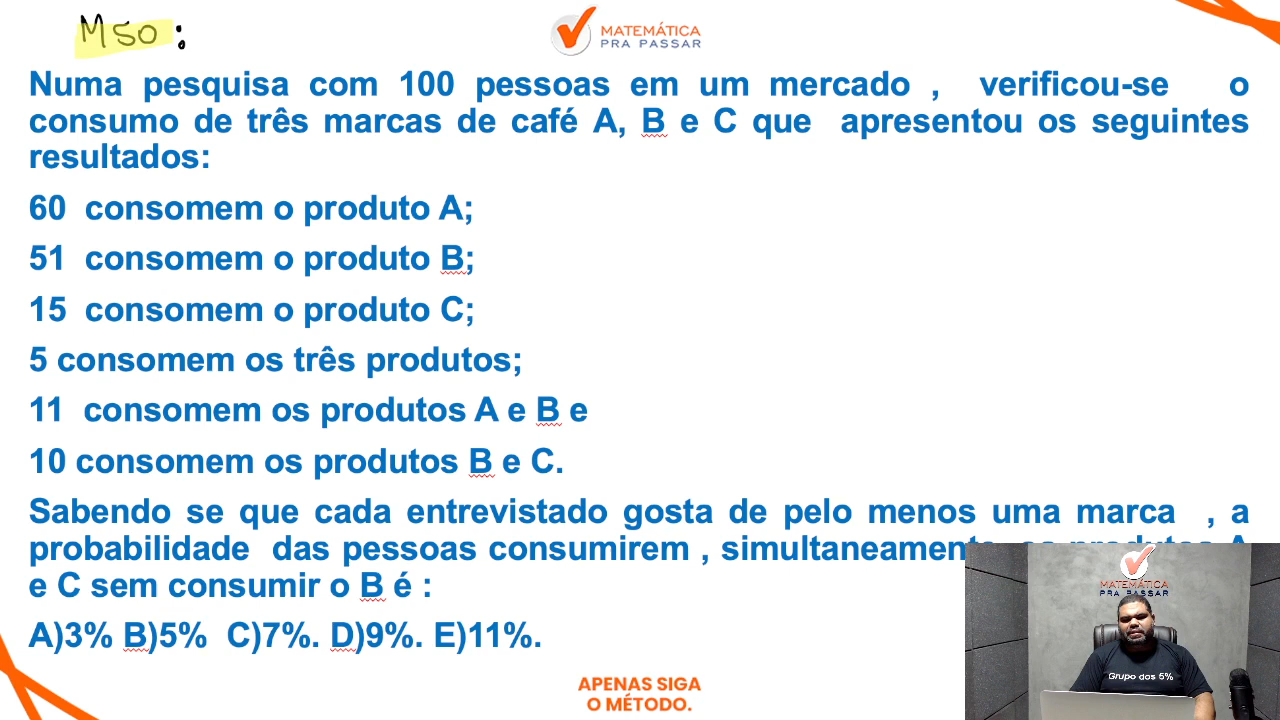 M50:
MATEMÁTICA
PRA PASSAR
Numa pesquisa com 100 pessoas em um mercado , verificou-se o
consumo de três marcas de café A, B e C que apresentou os seguintes
resultados:
60 consomem o produto A;
51 consomem o produto B;
15 consomem o produto C;
5 consomem os três produtos;
11 consomem os produtos A e B e
10 consomem os produtos B e C.
Sabendo se que cada entrevistado gosta de pelo menos uma marca , a
probabilidade das pessoas consumirem , simultaneamente
e C sem consumir o B é :
A)3% B)5% C)7%. D)9%. E)11%.
MATEMÁTICA
PRA PASSAR
Grupo dos 5%
APENAS SIGA
O MÉTODO.